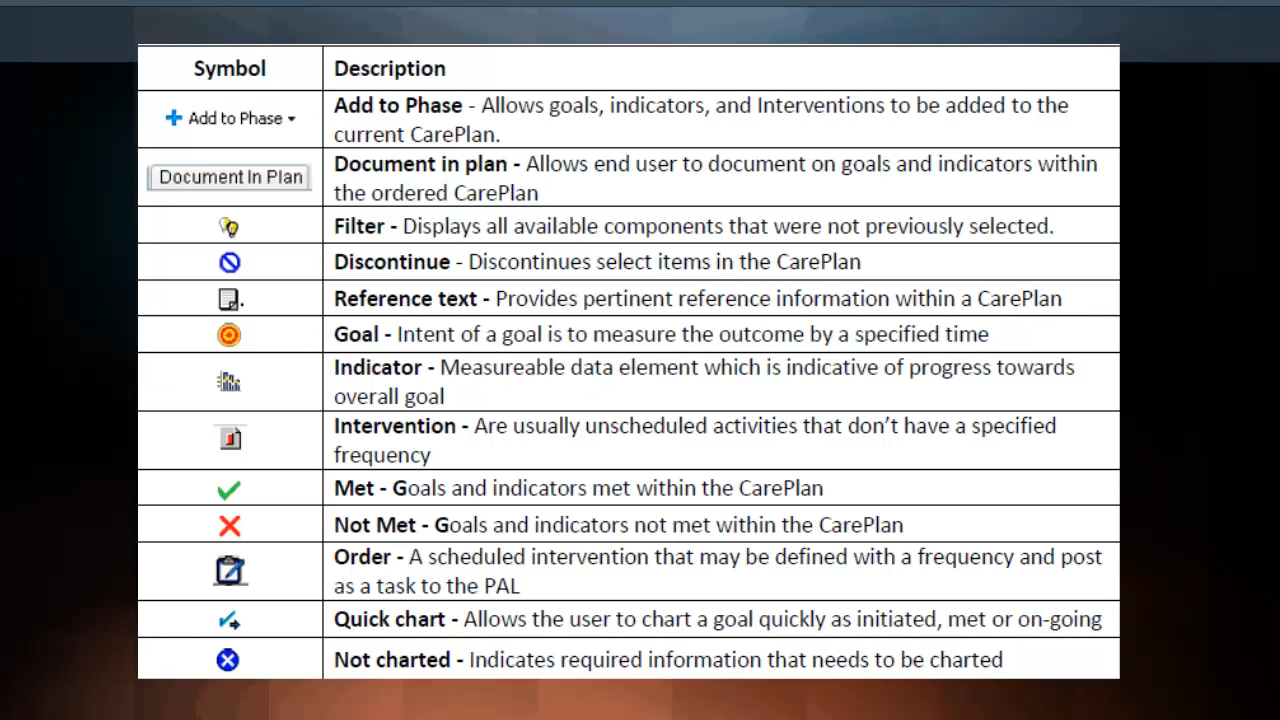 Symbol
Description
Add to Phase
Add to Phase - Allows goals, indicators, and Interventions to be added to the
current CarePlan.
Document In Plan
Document in plan - Allows end user to document on goals and indicators within
the ordered CarePlan
Filter - Displays all available components that were not previously selected.
Discontinue - Discontinues select items in the CarePlan
Reference text - Provides pertinent reference information within a CarePlan
Goal - Intent of a goal is to measure the outcome by a specified time
Indicator - Measureable data element which is indicative of progress towards
overall goal
Intervention - Are usually unscheduled activities that don’t have a specified
frequency
Met - Goals and indicators met within the CarePlan
Not Met - Goals and indicators not met within the CarePlan
Order - A scheduled intervention that may be defined with a frequency and post
as a task to the PAL
Quick chart - Allows the user to chart a goal quickly as initiated, met or on-going
Not charted - Indicates required information that needs to be charted